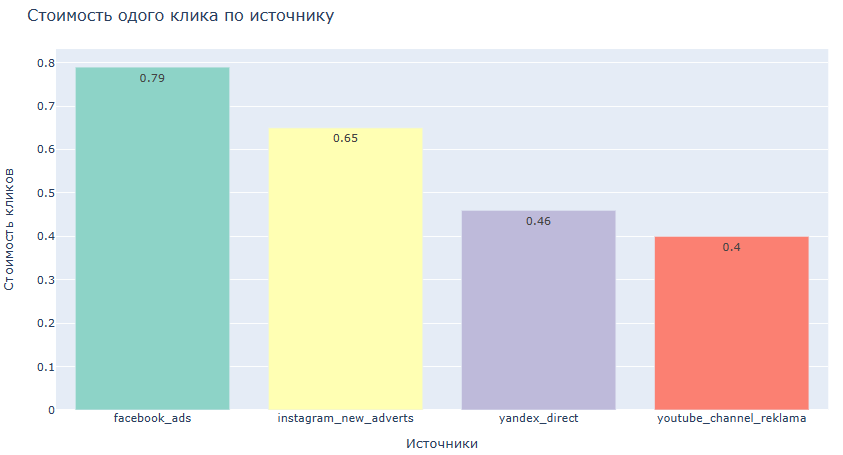 Стоимость одого клика по источнику
Стоимость кликов
0.8
0.7
0.6
0.5
0.4
0.3
0.2
0.1
0
0.79
0.65
0.46
0.4
facebook_ads
instagram_new_adverts
yandex_direct
youtube_channel_reklama
Источники